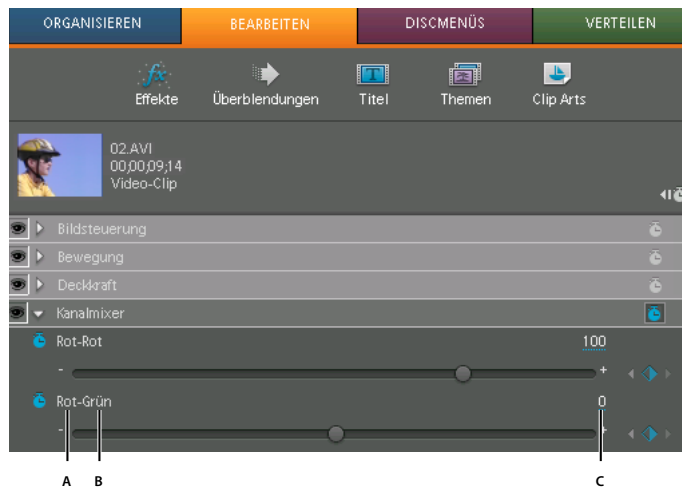 ORGANISIEREN BEARBEITEN DISCMENÜS VERTEILEN
Effekte Überblendungen Titel Themen Clip Arts
02.AVI
00;00;09;14
Video-Clip
Bildsteuerung
Bewegung
Deckkraft
Kanalmixer
Rot-Rot 100
- +
Rot-Grün 0
- +
A B C